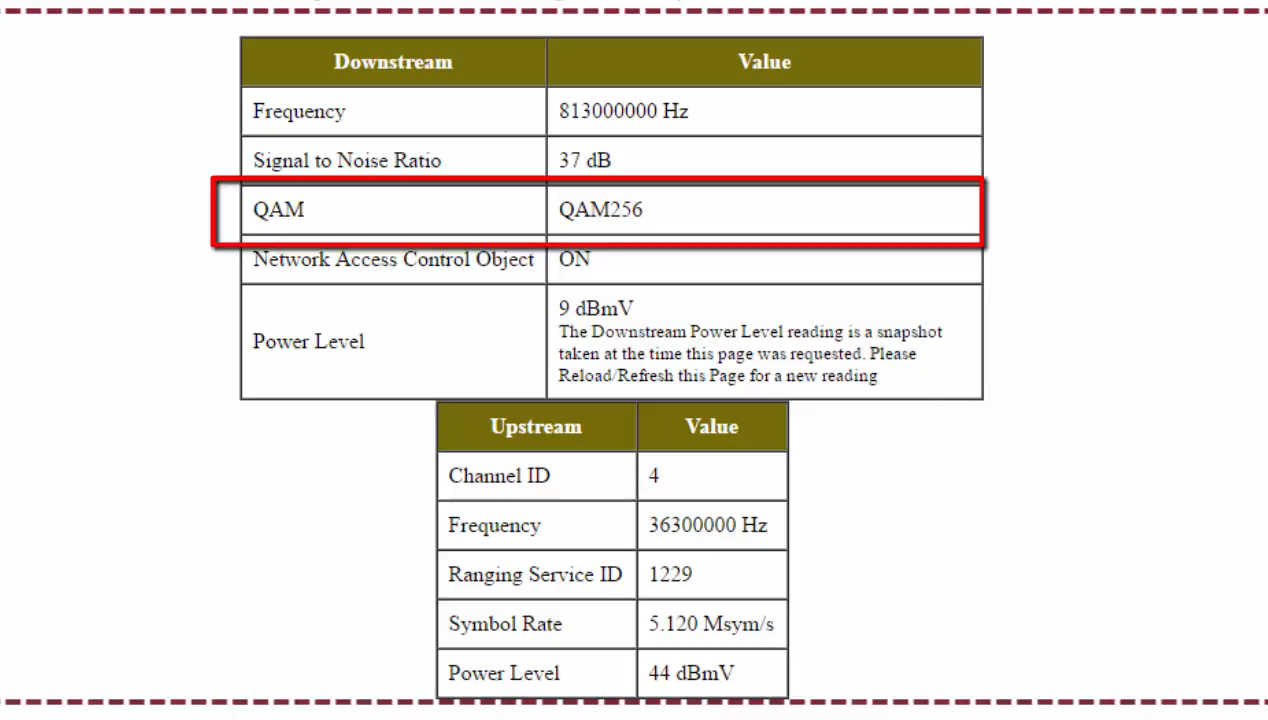 Downstream Value
Frequency 813000000 Hz
Signal to Noise Ratio 37 dB
QAM QAM256
Network Access Control Object ON
Power Level 9 dBmV
The Downstream Power Level reading is a snapshot
taken at the time this page was requested. Please
Reload/Refresh this Page for a new reading
Upstream Value
Channel ID 4
Frequency 36300000 Hz
Ranging Service ID 1229
Symbol Rate 5.120 Msym/s
Power Level 44 dBmV